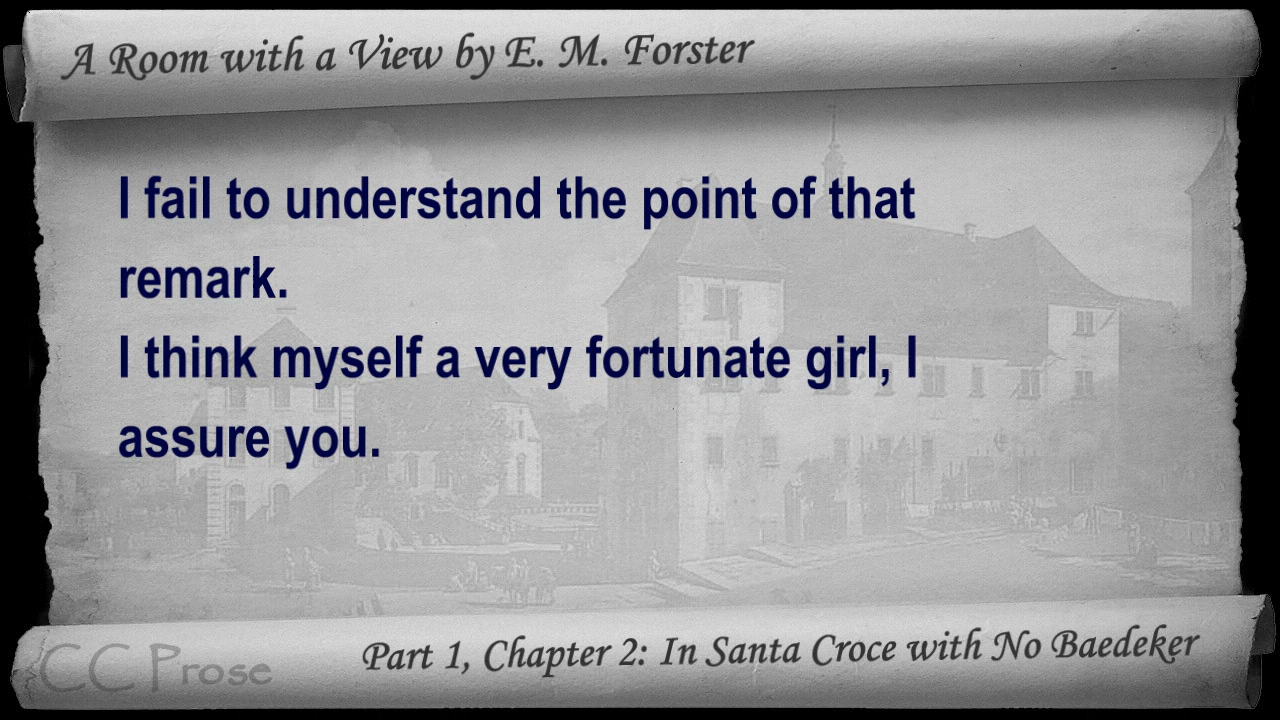 A Room with a View by E. M. Forster
I fail to understand the point of that
remark.
I think myself a very fortunate girl, I
assure you.
CC Prose
Part 1, Chapter 2: In Santa Croce with No Baedeker